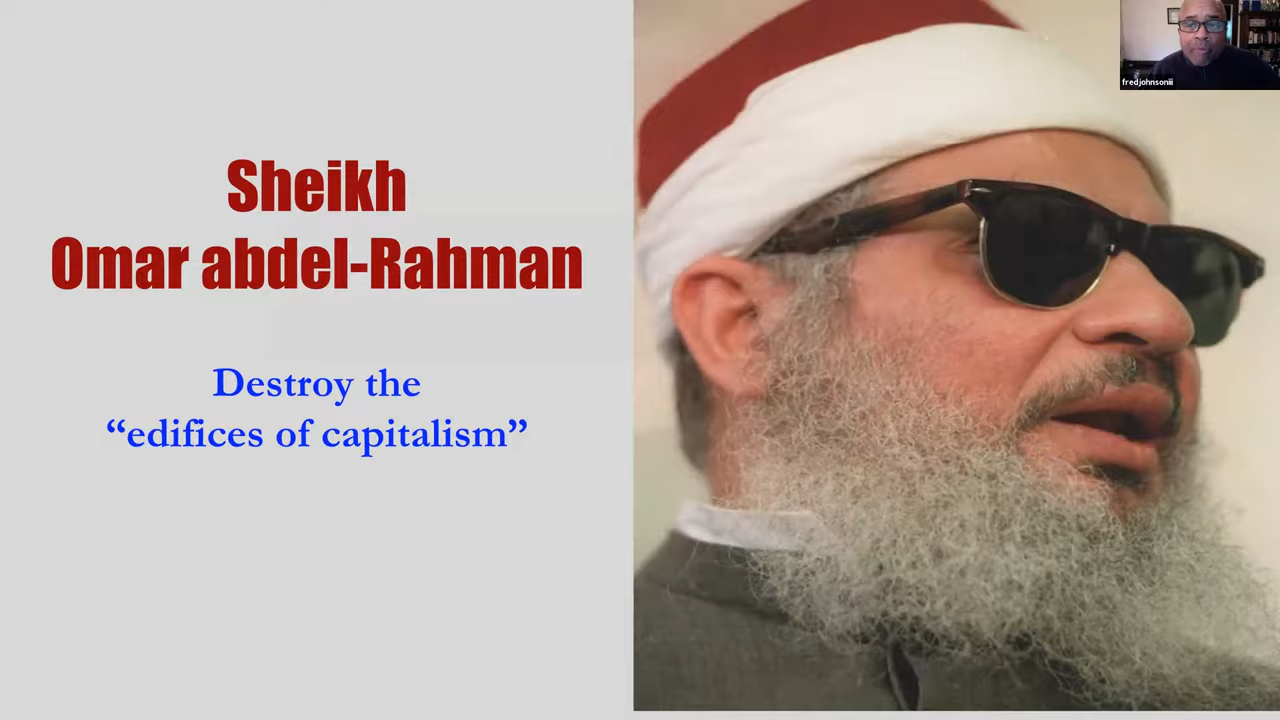 Sheikh
Omar abdel-Rahman
Destroy the
“edifices of capitalism”
fredjohnsoniii